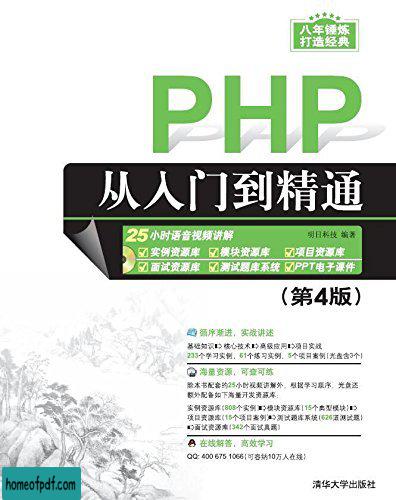 八年锤炼
打造经典
PHP
从入门到精通
25小时语音视频讲解
明日科技 编著
实例资源库 模块资源库 项目资源库
面试资源库 测试题库系统 PPT电子课件
(第4版)
循序渐进，实战讲述
基础知识⇨核心技术⇨高级应用⇨项目实战
233个学习实例，61个练习实例，5个项目案例(光盘含3个)
海量资源，可查可练
除本书配套约25小时视频讲解外，根据学习顺序，光盘还
额外配备如下海量开发资源库：
实例资源库(808个实例)⇨模块资源库(15个典型模块)⇨
项目资源库(15个项目案例)⇨测试题库系统(626道测试题)
⇨面试资源库(342个面试真题)
在线解答，高效学习
QQ: 400 675 1066(可容纳10万人在线)
清华大学出版社
homeofpdf.com